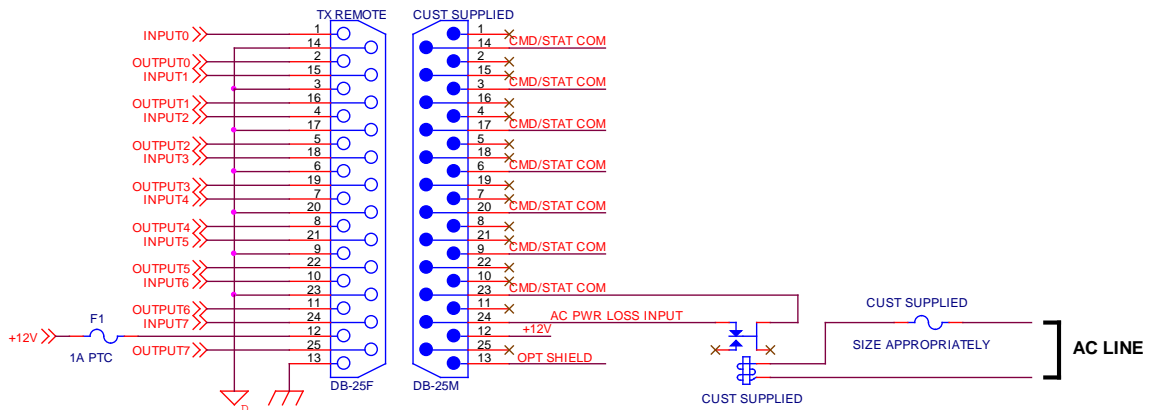 TX REMOTE
CUST SUPPLIED
INPUT0 1 1
14 14 CMD/STAT COM
OUTPUT0 2 2
INPUT1 15 15
3 3 CMD/STAT COM
OUTPUT1 16 16
INPUT2 4 4
17 17 CMD/STAT COM
OUTPUT2 5 5
INPUT3 18 18
6 6 CMD/STAT COM
OUTPUT3 19 19
INPUT4 7 7
20 20 CMD/STAT COM
OUTPUT4 8 8
INPUT5 21 21
9 9 CMD/STAT COM
OUTPUT5 22 22
INPUT6 10 10
23 23 CMD/STAT COM
OUTPUT6 11 11
INPUT7 24 24 AC PWR LOSS INPUT
+12V F1 12 12 +12V
1A PTC
OUTPUT7 25 25
13 13 OPT SHIELD
DB-25F
DB-25M
D
CUST SUPPLIED
SIZE APPROPRIATELY
AC LINE
CUST SUPPLIED